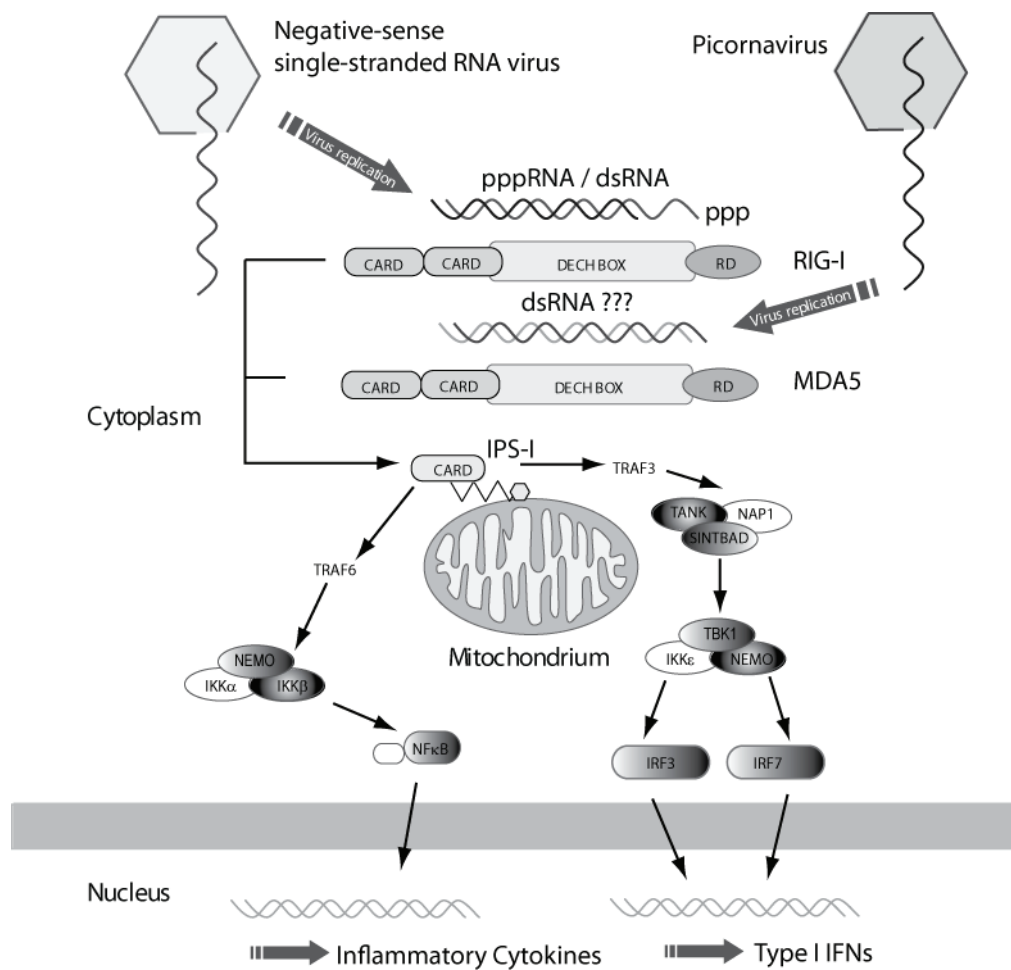 Negative-sense
single-stranded RNA virus
Picornavirus
Virus replication
pppRNA / dsRNA
ppp
CARD CARD DECH BOX RD RIG-I
Virus replication
dsRNA ???
CARD CARD DECH BOX RD MDA5
Cytoplasm
IPS-I
CARD
TRAF3
TANK NAP1
SINTBAD
TRAF6
TBK1
IKKε NEMO
Mitochondrium
NEMO
IKKα IKKβ
NFκB
IRF3 IRF7
Nucleus
Inflammatory Cytokines
Type I IFNs